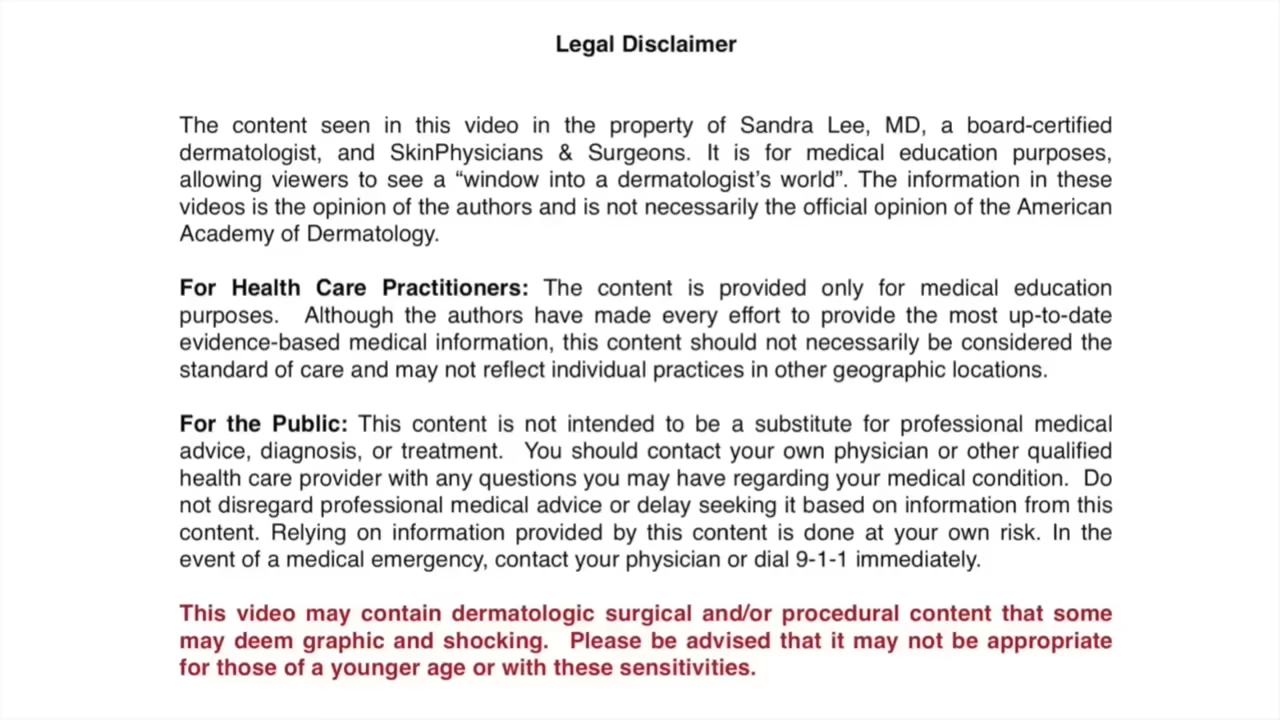 Legal Disclaimer
The content seen in this video in the property of Sandra Lee, MD, a board-certified
dermatologist, and SkinPhysicians & Surgeons. It is for medical education purposes,
allowing viewers to see a “window into a dermatologist’s world”. The information in these
videos is the opinion of the authors and is not necessarily the official opinion of the American
Academy of Dermatology.
For Health Care Practitioners: The content is provided only for medical education
purposes. Although the authors have made every effort to provide the most up-to-date
evidence-based medical information, this content should not necessarily be considered the
standard of care and may not reflect individual practices in other geographic locations.
For the Public: This content is not intended to be a substitute for professional medical
advice, diagnosis, or treatment. You should contact your own physician or other qualified
health care provider with any questions you may have regarding your medical condition. Do
not disregard professional medical advice or delay seeking it based on information from this
content. Relying on information provided by this content is done at your own risk. In the
event of a medical emergency, contact your physician or dial 9-1-1 immediately.
This video may contain dermatologic surgical and/or procedural content that some
may deem graphic and shocking. Please be advised that it may not be appropriate
for those of a younger age or with these sensitivities.